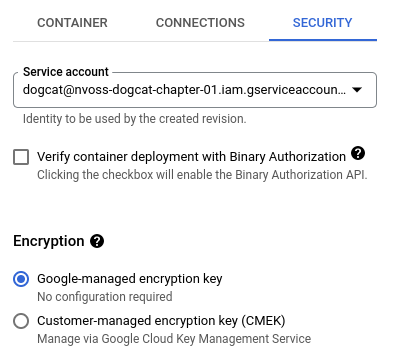 CONTAINER CONNECTIONS SECURITY
Service account
dogcat@nvoss-dogcat-chapter-01.iam.gserviceaccoun...
Identity to be used by the created revision.
Verify container deployment with Binary Authorization ?
Clicking the checkbox will enable the Binary Authorization API.
Encryption ?
Google-managed encryption key
No configuration required
Customer-managed encryption key (CMEK)
Manage via Google Cloud Key Management Service